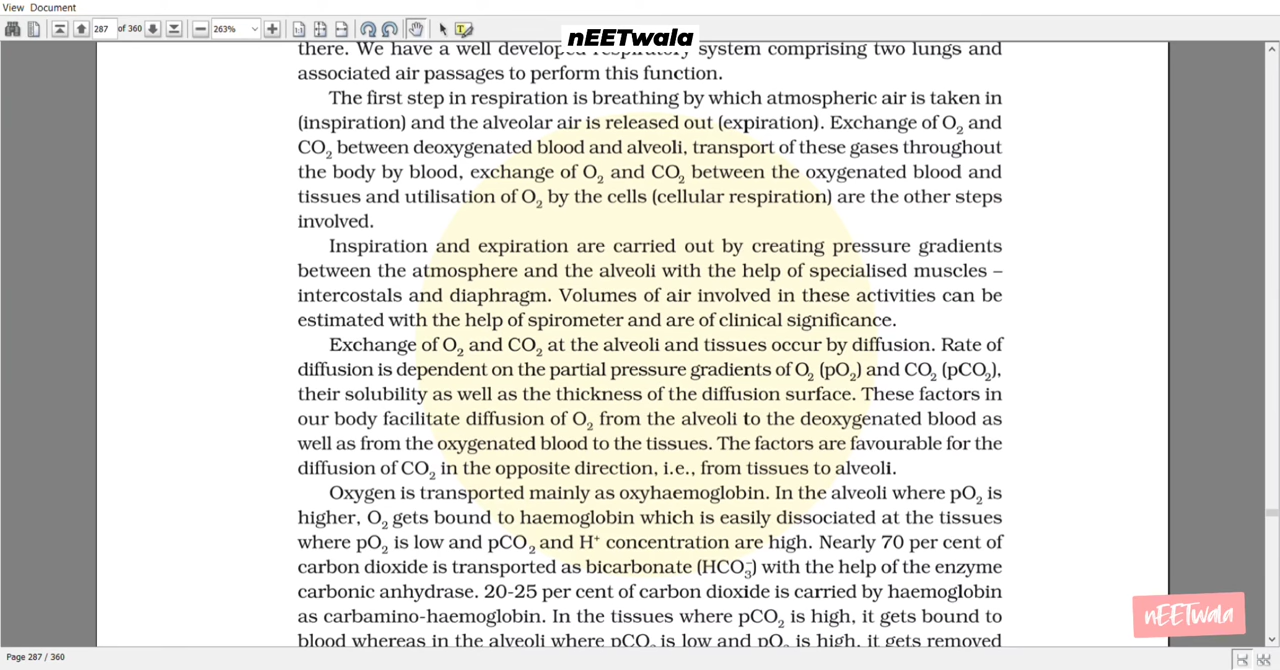 View Document
287 of 360 263%
nEETwala
there. We have a well developed respiratory system comprising two lungs and
associated air passages to perform this function.
The first step in respiration is breathing by which atmospheric air is taken in
(inspiration) and the alveolar air is released out (expiration). Exchange of O₂ and
CO₂ between deoxygenated blood and alveoli, transport of these gases throughout
the body by blood, exchange of O₂ and CO₂ between the oxygenated blood and
tissues and utilisation of O₂ by the cells (cellular respiration) are the other steps
involved.
Inspiration and expiration are carried out by creating pressure gradients
between the atmosphere and the alveoli with the help of specialised muscles –
intercostals and diaphragm. Volumes of air involved in these activities can be
estimated with the help of spirometer and are of clinical significance.
Exchange of O₂ and CO₂ at the alveoli and tissues occur by diffusion. Rate of
diffusion is dependent on the partial pressure gradients of O₂ (pO₂) and CO₂ (pCO₂),
their solubility as well as the thickness of the diffusion surface. These factors in
our body facilitate diffusion of O₂ from the alveoli to the deoxygenated blood as
well as from the oxygenated blood to the tissues. The factors are favourable for the
diffusion of CO₂ in the opposite direction, i.e., from tissues to alveoli.
Oxygen is transported mainly as oxyhaemoglobin. In the alveoli where pO₂ is
higher, O₂ gets bound to haemoglobin which is easily dissociated at the tissues
where pO₂ is low and pCO₂ and H⁺ concentration are high. Nearly 70 per cent of
carbon dioxide is transported as bicarbonate (HCO₃⁻) with the help of the enzyme
carbonic anhydrase. 20-25 per cent of carbon dioxide is carried by haemoglobin
as carbamino-haemoglobin. In the tissues where pCO₂ is high, it gets bound to
blood whereas in the alveoli where pCO₂ is low and pO₂ is high, it gets removed
nEETwala
Page 287 / 360